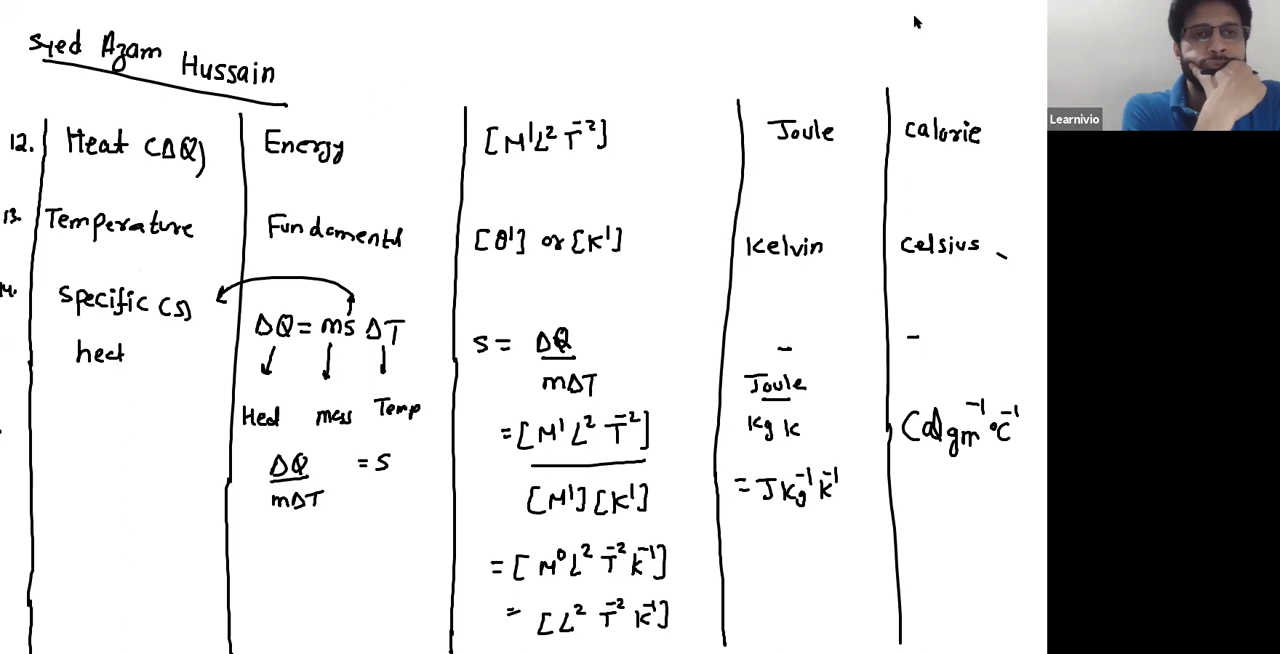 Syed Azam Hussain
Learnivio
12. Heat (ΔQ) Energy [M¹L²T⁻²] Joule Calorie
13. Temperature Fundamental [θ¹] or [K¹] Kelvin Celsius
14. Specific (S) heat
ΔQ = ms ΔT
Heat mass Temp
ΔQ/mΔT = S
S = ΔQ/mΔT
= [M¹L²T⁻²]/[M¹][K¹]
= [M⁰L²T⁻²K⁻¹]
= [L²T⁻²K⁻¹]
-
Joule/Kg K
= J Kg⁻¹ K⁻¹
-
Cal gm⁻¹ °C⁻¹